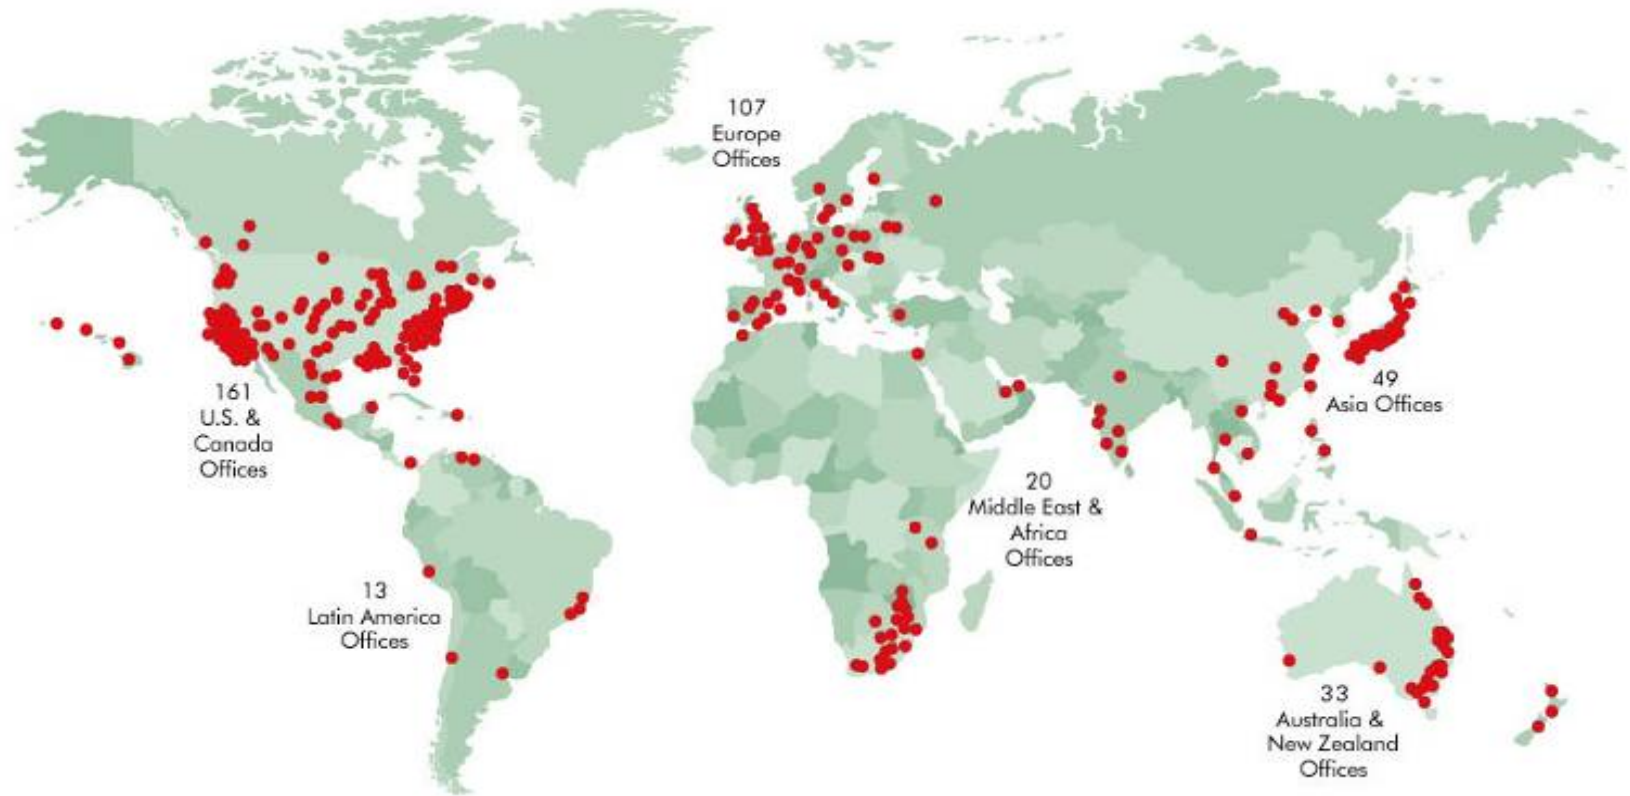 107
Europe
Offices
161
U.S. &
Canada
Offices
49
Asia Offices
20
Middle East &
Africa
Offices
13
Latin America
Offices
33
Australia &
New Zealand
Offices